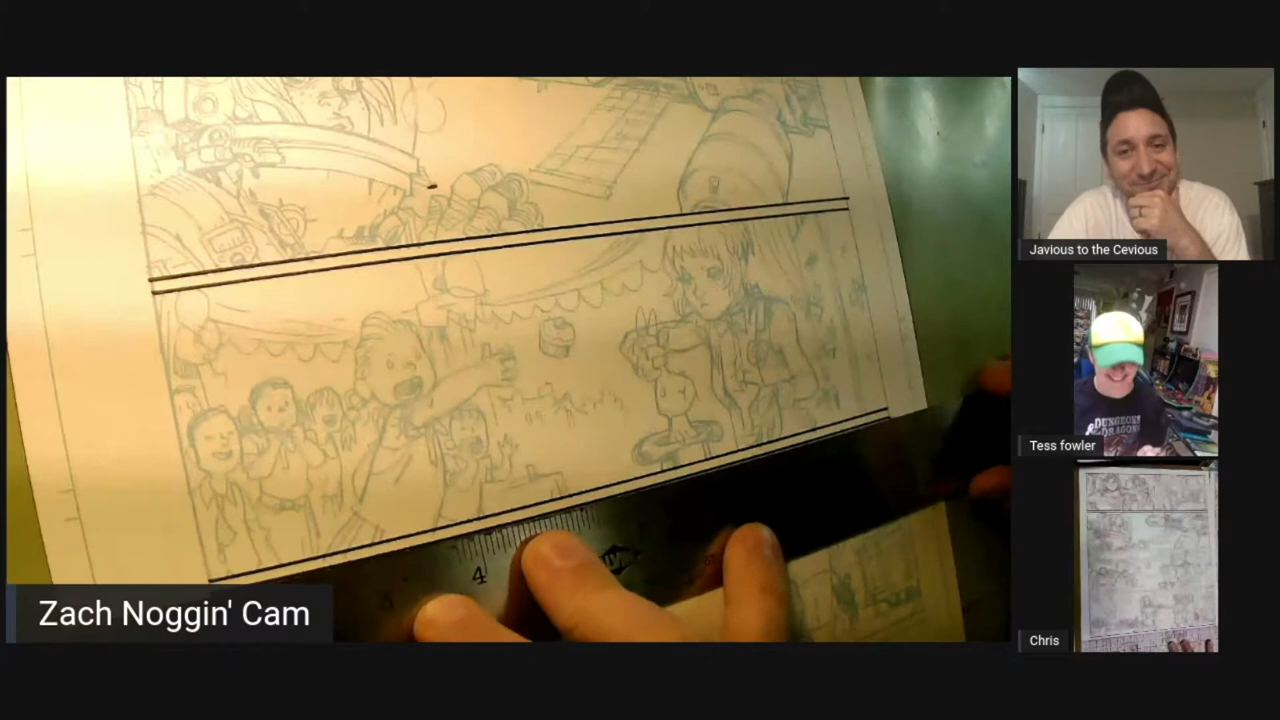 Javious to the Cevious
DUNGEONS
& DRAGONS
Tess fowler
4
Zach Noggin' Cam
Chris